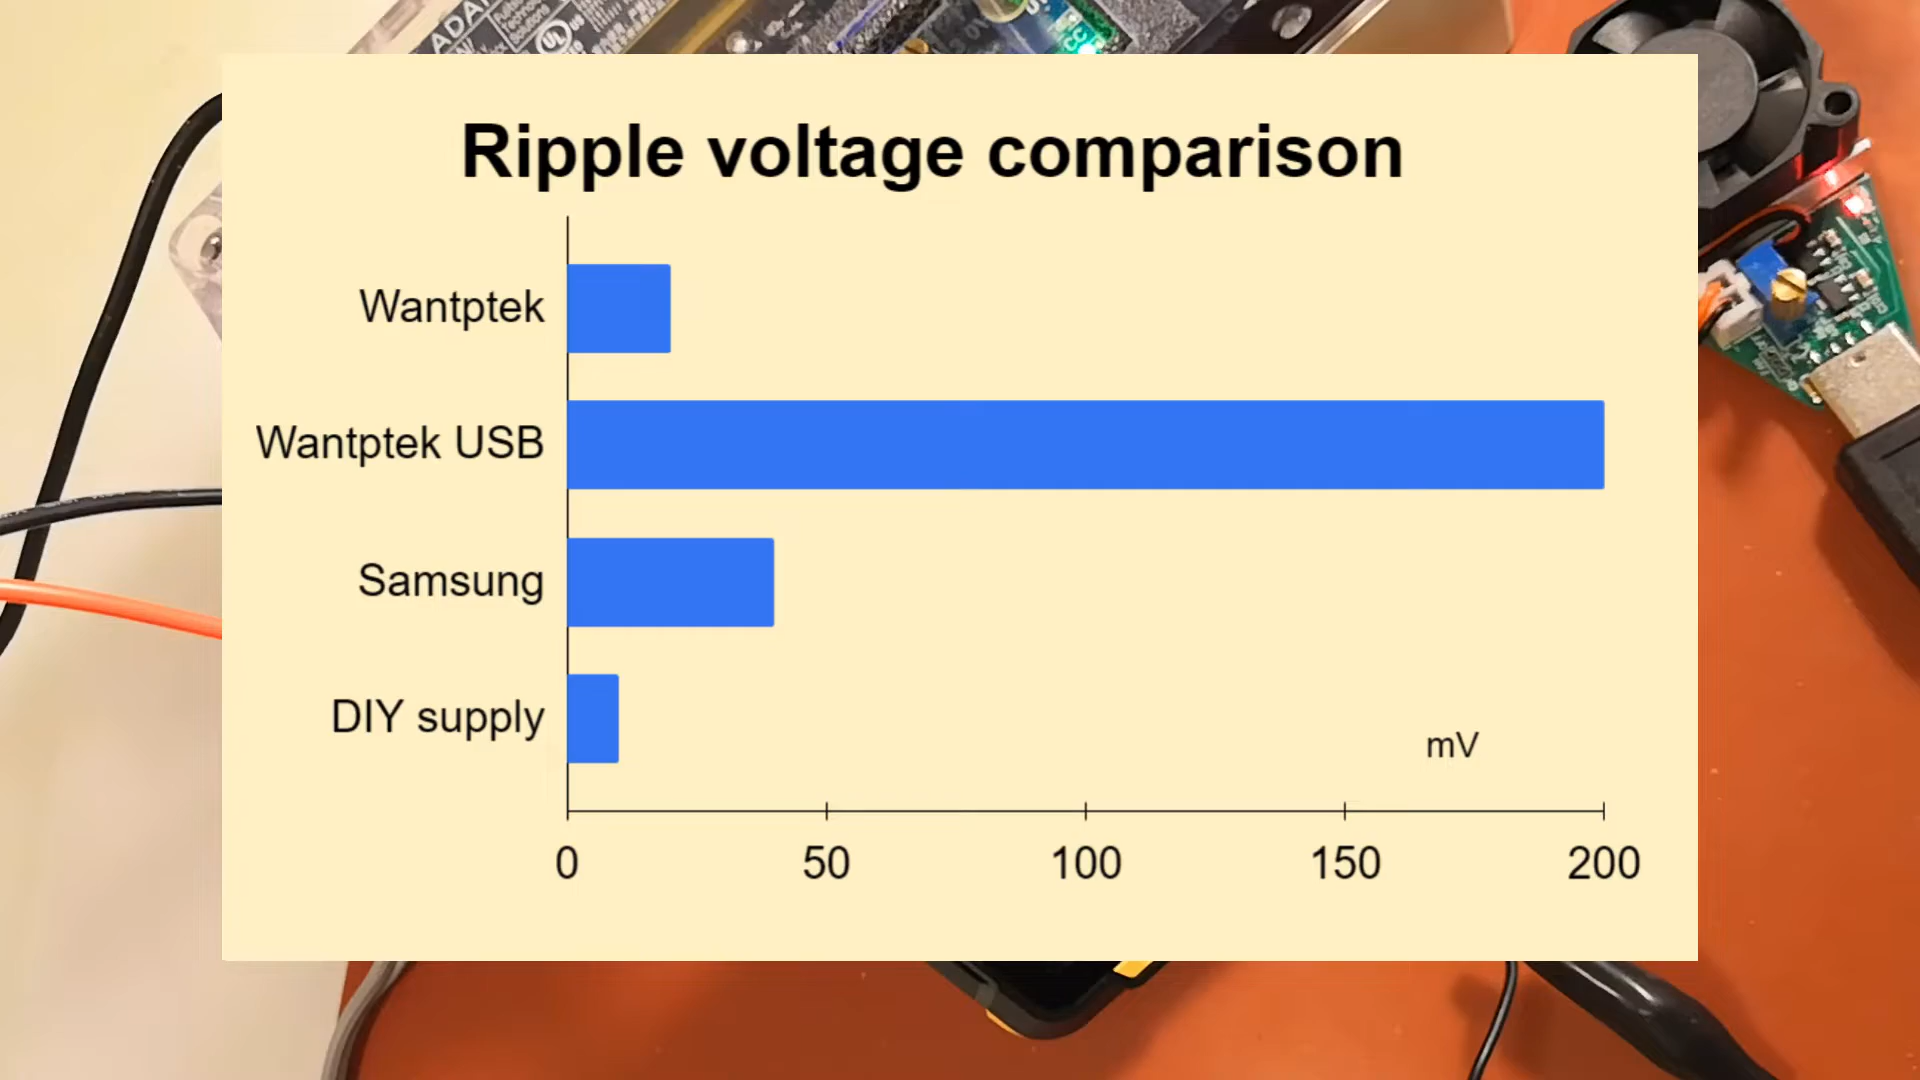 Ripple voltage comparison
Wantptek
Wantptek USB
Samsung
DIY supply
mV
0 50 100 150 200